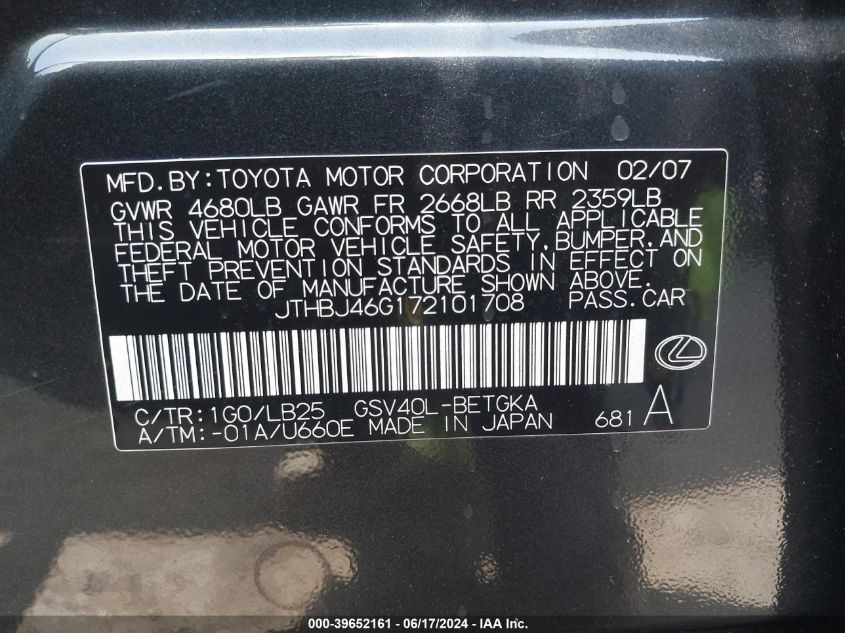 MFD.BY:TOYOTA MOTOR CORPORATION 02/07
GVWR 4680LB GAWR FR 2668LB RR 2359LB
THIS VEHICLE CONFORMS TO ALL APPLICABLE
FEDERAL MOTOR VEHICLE SAFETY,BUMPER,AND
THEFT PREVENTION STANDARDS IN EFFECT ON
THE DATE OF MANUFACTURE SHOWN ABOVE.
JTHBJ46G172101708 PASS.CAR
C/TR:1G0/LB25 GSV40L-BETGKA
A/TM:-01A/U660E MADE IN JAPAN 681 A
000-39652161 - 06/17/2024 - IAA Inc.